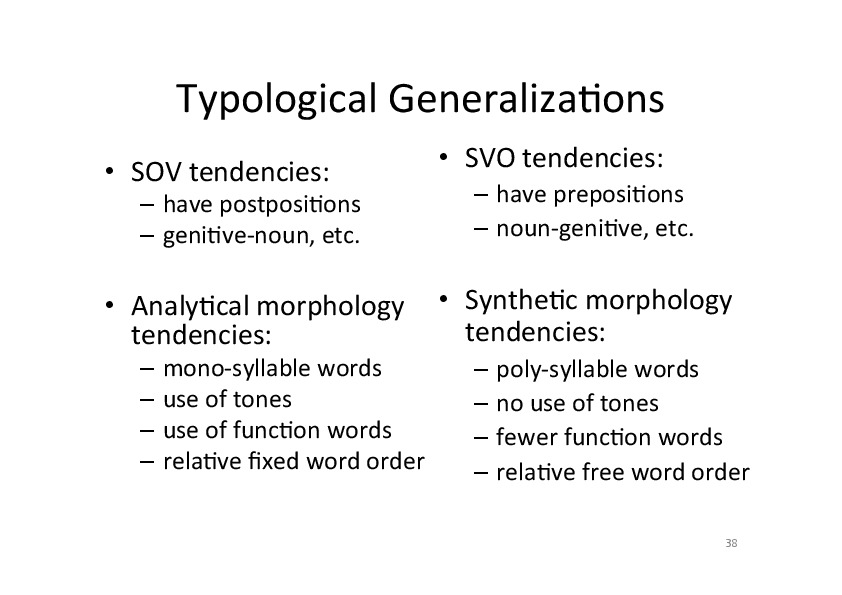 Typological Generalizations
• SOV tendencies:
– have postpositions
– genitive-noun, etc.
• Analytical morphology
tendencies:
– mono-syllable words
– use of tones
– use of function words
– relative fixed word order
• SVO tendencies:
– have prepositions
– noun-genitive, etc.
• Synthetic morphology
tendencies:
– poly-syllable words
– no use of tones
– fewer function words
– relative free word order
38